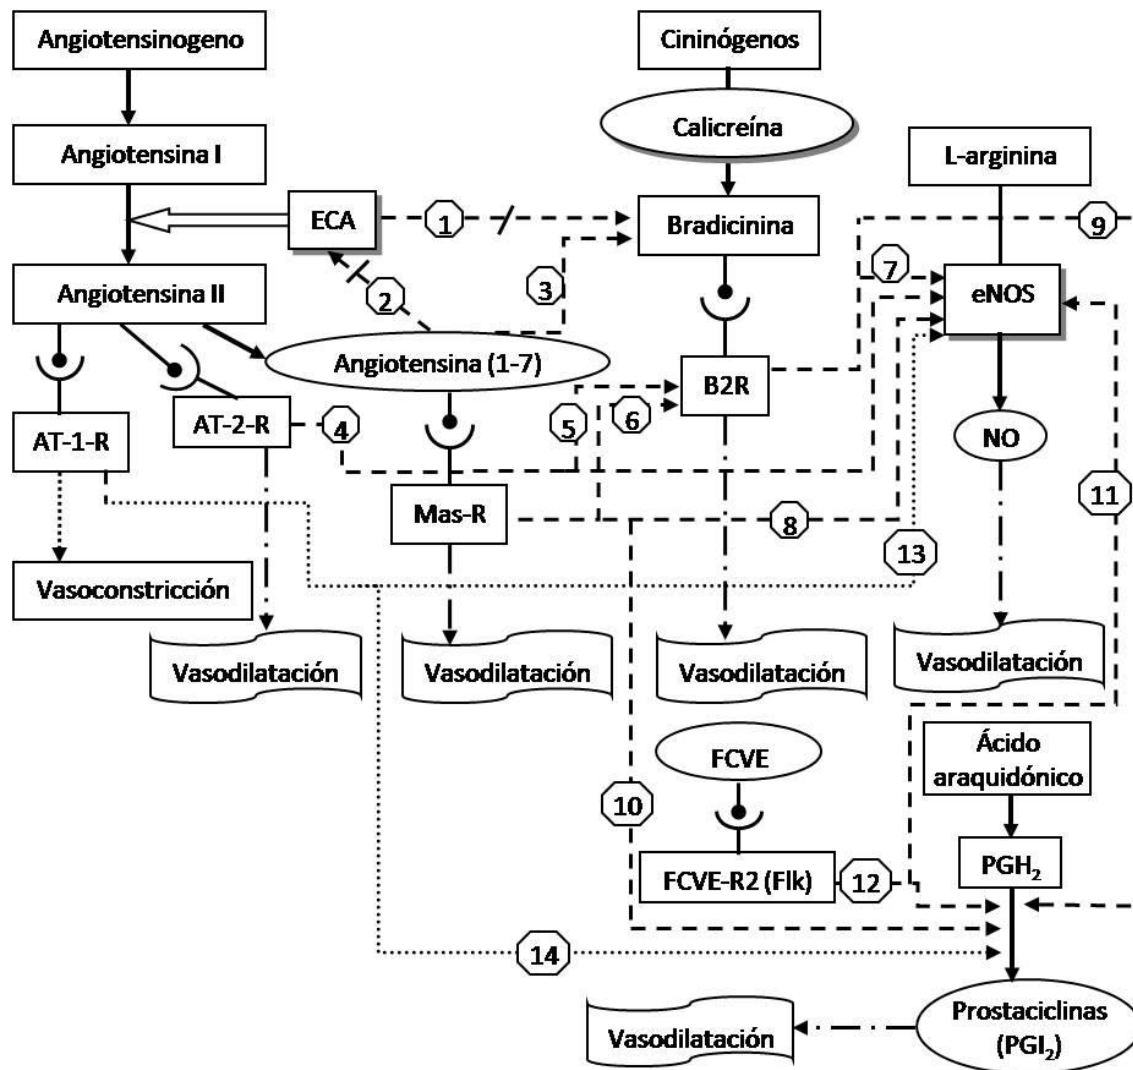 Angiotensinogeno
Cininógenos
Angiotensina I
Calicreína
L-arginina
ECA
1
Bradicinina
9
Angiotensina II
2
3
7
eNOS
Angiotensina (1-7)
B2R
AT-1-R
AT-2-R
4
5
6
NO
Mas-R
8
11
13
Vasoconstricción
Vasodilatación
Vasodilatación
Vasodilatación
Vasodilatación
FCVE
Ácido
araquidónico
10
FCVE-R2 (Flk)
12
PGH₂
14
Prostaciclinas
(PGI₂)
Vasodilatación